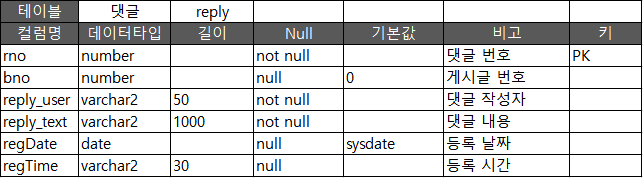 테이블 댓글 reply
컬럼명 데이터타입 길이 Null 기본값 비고 키
rno number not null 댓글 번호 PK
bno number null 0 게시글 번호
reply_user varchar2 50 not null 댓글 작성자
reply_text varchar2 1000 not null 댓글 내용
regDate date null sysdate 등록 날짜
regTime varchar2 30 null 등록 시간